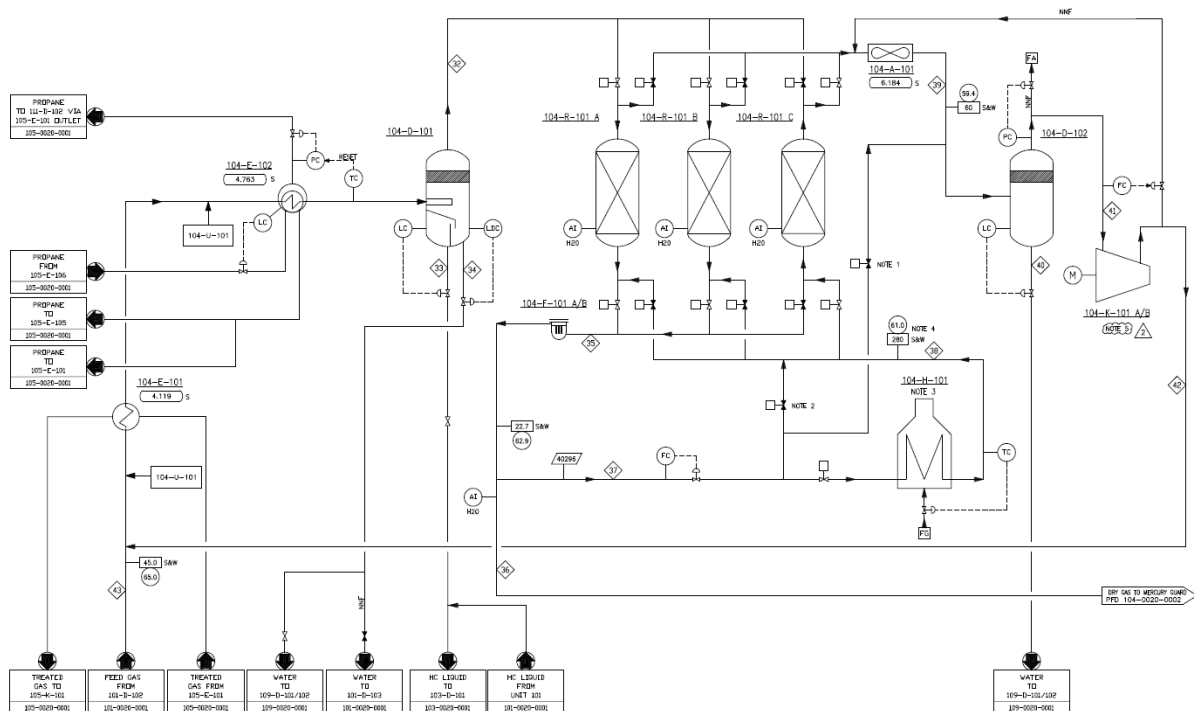 NNF
FA
32
104-A-101
6.184 S
39
59.4
60 S&W
PROPANE
TO 111-D-102 VIA
105-E-101 OUTLET
105-0020-0001
104-D-101
104-R-101 A
104-R-101 B
104-R-101 C
NNF
PC
104-D-102
PC
RESET
TC
104-E-102
4.763 S
FC
41
LC
104-U-101
LC
LDC
AI
H2O
AI
H2O
AI
H2O
LC
PROPANE
FROM
105-E-106
105-0020-0001
33
34
NOTE 1
40
M
104-K-101 A/B
NOTE 5
2
PROPANE
TO
105-E-105
105-0020-0001
104-F-101 A/B
35
61.0 NOTE 4
280 S&W
38
PROPANE
TO
105-E-101
105-0020-0001
104-E-101
4.119 S
104-H-101
NOTE 3
42
NOTE 2
22.7 S&W
62.9
40296
37
FC
TC
104-U-101
AI
H2O
FG
45.0 S&W
65.0
43
36
NNF
DRY GAS TO MERCURY GUARD
PFD 104-0020-0002
TREATED
GAS TO
105-K-101
105-0020-0001
FEED GAS
FROM
101-D-102
101-0020-0001
TREATED
GAS FROM
105-E-101
105-0020-0001
WATER
TO
109-D-101/102
109-0020-0001
WATER
TO
101-D-103
101-0020-0001
HC LIQUID
TO
103-D-101
103-0020-0001
HC LIQUID
FROM
UNIT 101
101-0020-0001
WATER
TO
109-D-101/102
109-0020-0001